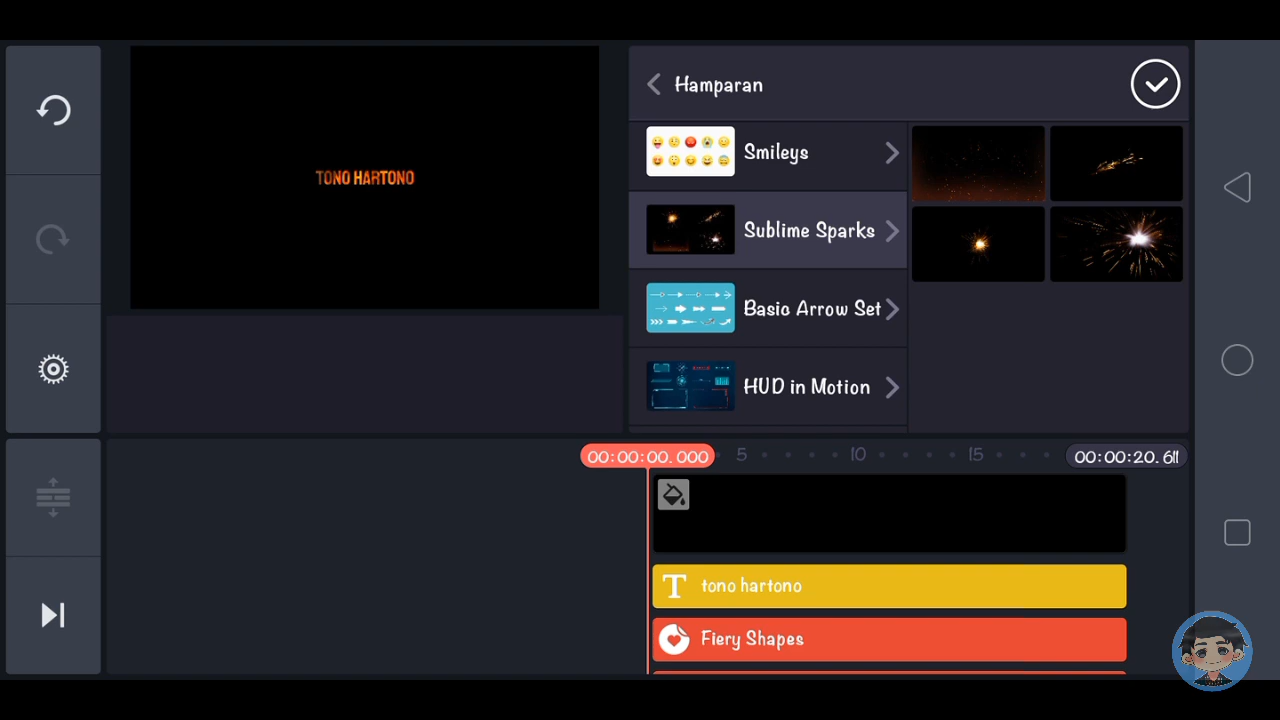 TONO HARTONO
Hamparan
Smileys
Sublime Sparks
Basic Arrow Set
HUD in Motion
00:00:00.000
5
10
15
00:00:20.611
T tono hartono
Fiery Shapes